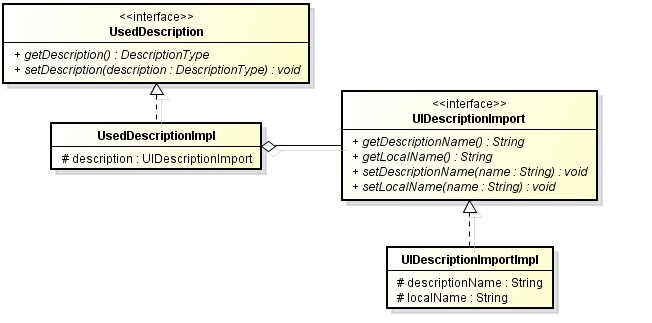 <<interface>>
UsedDescription
+ getDescription() : DescriptionType
+ setDescription(description : DescriptionType) : void
UsedDescriptionImpl
# description : UIDescriptionImport
<<interface>>
UIDescriptionImport
+ getDescriptionName() : String
+ getLocalName() : String
+ setDescriptionName(name : String) : void
+ setLocalName(name : String) : void
UIDescriptionImportImpl
# descriptionName : String
# localName : String